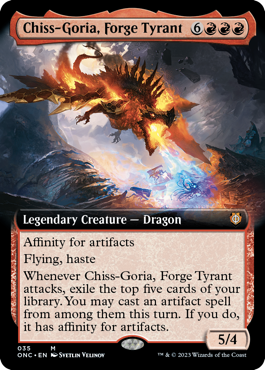 Chiss-Goria, Forge Tyrant 6
Legendary Creature — Dragon
Affinity for artifacts
Flying, haste
Whenever Chiss-Goria, Forge Tyrant
attacks, exile the top five cards of your
library. You may cast an artifact spell
from among them this turn. If you do,
it has affinity for artifacts.
5/4
035 M
ONC • EN SVETLIN VELINOV
™ & © 2023 Wizards of the Coast